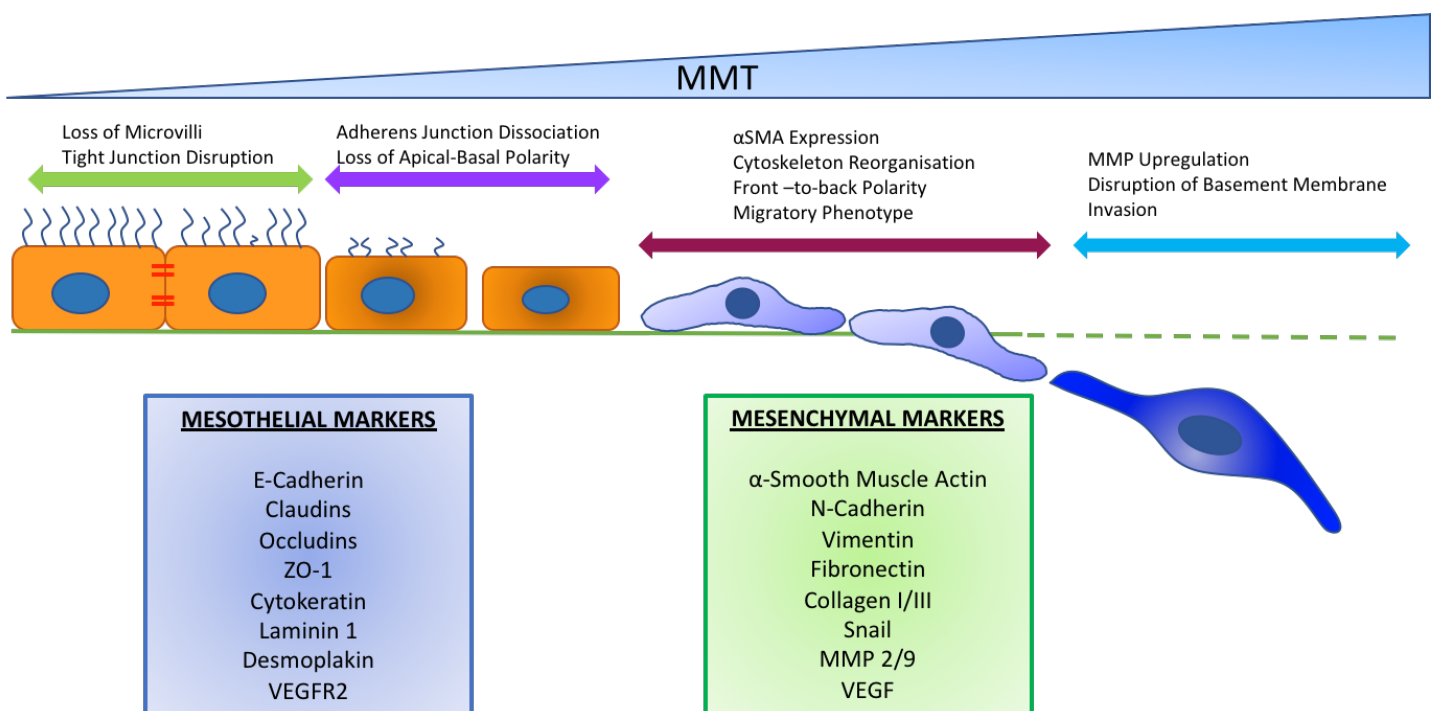 MMT
Loss of Microvilli
Tight Junction Disruption
Adherens Junction Dissociation
Loss of Apical-Basal Polarity
αSMA Expression
Cytoskeleton Reorganisation
Front –to-back Polarity
Migratory Phenotype
MMP Upregulation
Disruption of Basement Membrane
Invasion
MESOTHELIAL MARKERS
E-Cadherin
Claudins
Occludins
ZO-1
Cytokeratin
Laminin 1
Desmoplakin
VEGFR2
MESENCHYMAL MARKERS
α-Smooth Muscle Actin
N-Cadherin
Vimentin
Fibronectin
Collagen I/III
Snail
MMP 2/9
VEGF